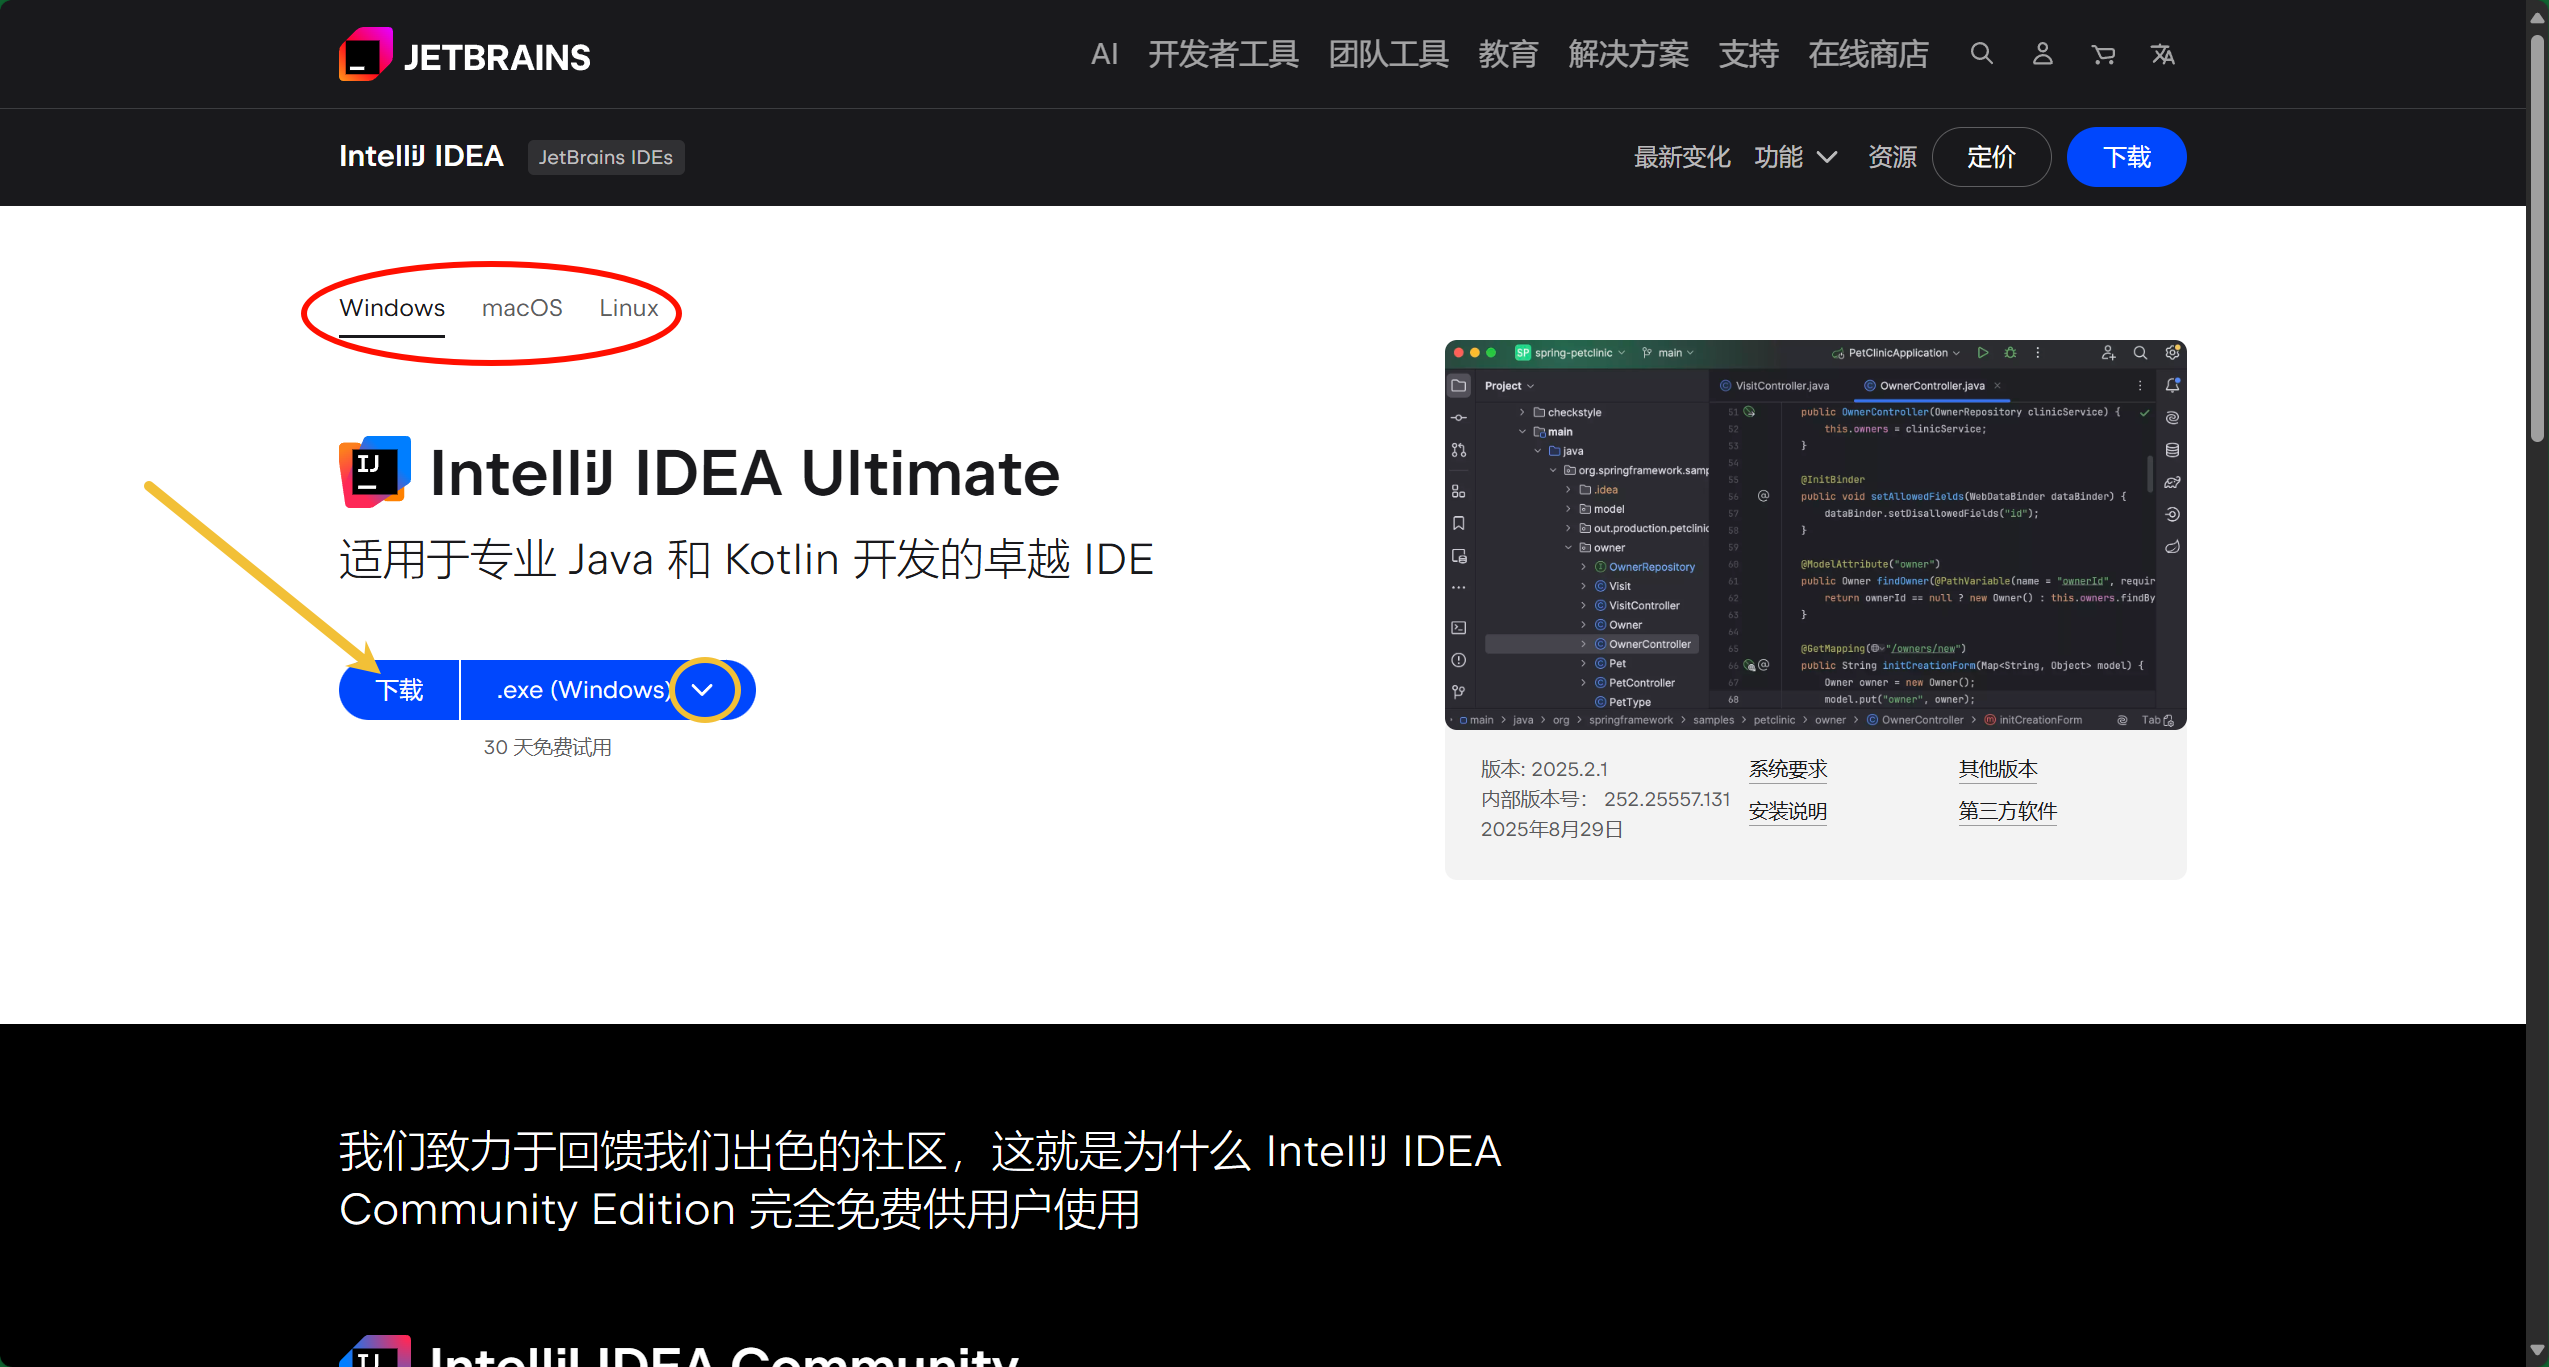 JETBRAINS
AI 开发者工具 团队工具 教育 解决方案 支持 在线商店
IntelliJ IDEA JetBrains IDEs
最新变化 功能 资源 定价 下载
Windows macOS Linux
IJ
IntelliJ IDEA Ultimate
适用于专业 Java 和 Kotlin 开发的卓越 IDE
下载 .exe (Windows)
30 天免费试用
SP spring-petclinic main PetClinicApplication
Project
checkstyle
main
java
org.springframework.samp
.idea
model
out.production.petclinic
owner
OwnerRepository
Visit
VisitController
Owner
OwnerController
Pet
PetController
PetType
VisitController.java OwnerController.java
51 public OwnerController(OwnerRepository clinicService) {
52 this.owners = clinicService;
53 }
54
55 @InitBinder
56 public void setAllowedFields(WebDataBinder dataBinder) {
57 dataBinder.setDisallowedFields("id");
58 }
59
60 @ModelAttribute("owner")
61 public Owner findOwner(@PathVariable(name = "ownerId", requir
62 return ownerId == null ? new Owner() : this.owners.findBy
63 }
64
65 @GetMapping("/owners/new")
66 public String initCreationForm(Map<String, Object> model) {
67 Owner owner = new Owner();
68 model.put("owner", owner);
main > java > org > springframework > samples > petclinic > owner > OwnerController > initCreationForm Tab
版本: 2025.2.1
内部版本号： 252.25557.131
2025年8月29日
系统要求
安装说明
其他版本
第三方软件
我们致力于回馈我们出色的社区，这就是为什么 IntelliJ IDEA
Community Edition 完全免费供用户使用
IJ
IntelliJ IDEA Community